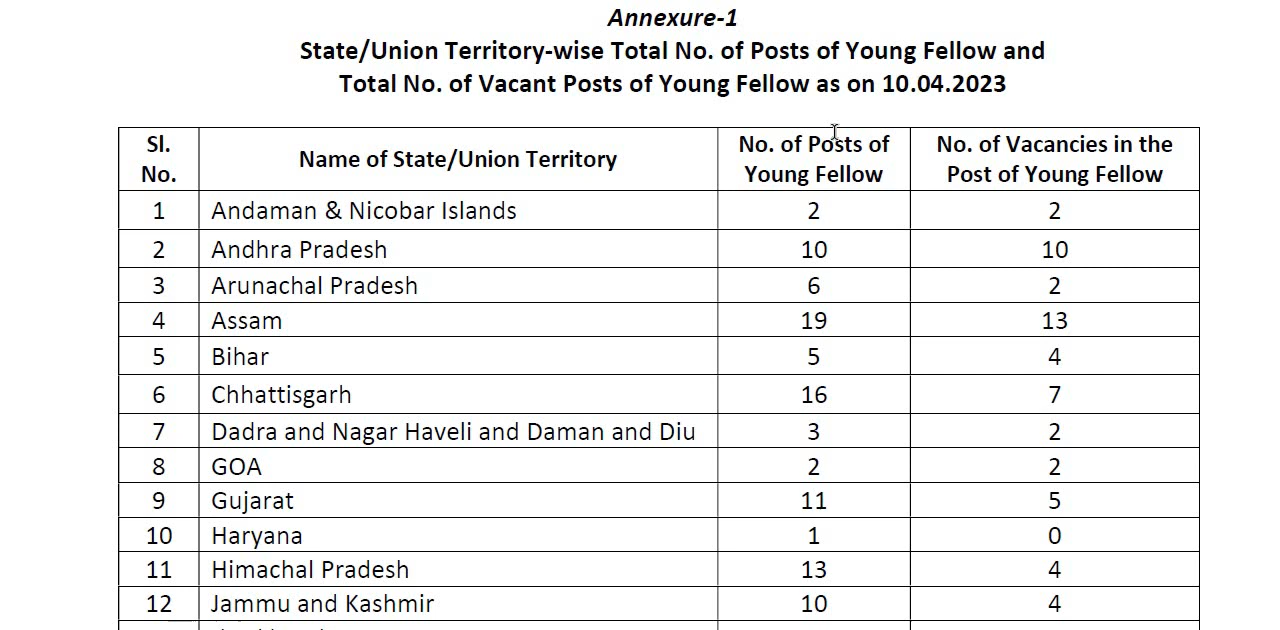 Annexure-1
State/Union Territory-wise Total No. of Posts of Young Fellow and
Total No. of Vacant Posts of Young Fellow as on 10.04.2023
Sl. No. Name of State/Union Territory No. of Posts of Young Fellow No. of Vacancies in the Post of Young Fellow
1 Andaman & Nicobar Islands 2 2
2 Andhra Pradesh 10 10
3 Arunachal Pradesh 6 2
4 Assam 19 13
5 Bihar 5 4
6 Chhattisgarh 16 7
7 Dadra and Nagar Haveli and Daman and Diu 3 2
8 GOA 2 2
9 Gujarat 11 5
10 Haryana 1 0
11 Himachal Pradesh 13 4
12 Jammu and Kashmir 10 4